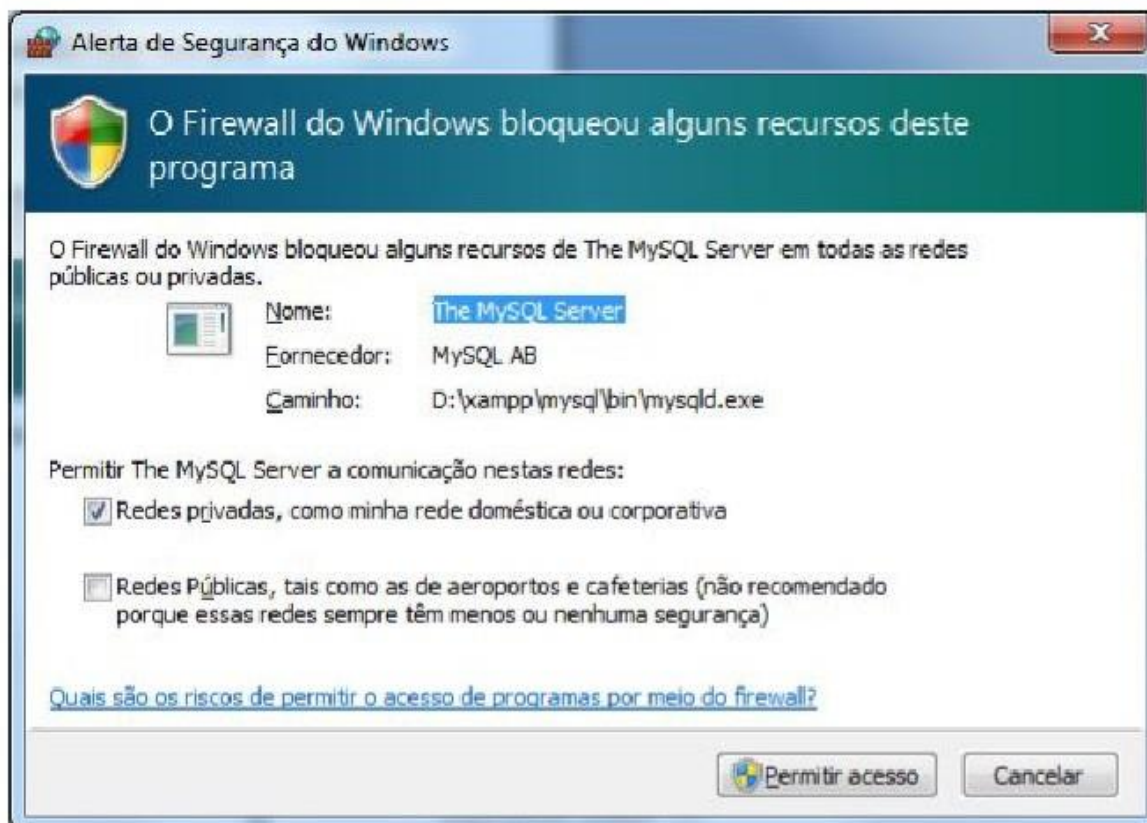 Alerta de Segurança do Windows
O Firewall do Windows bloqueou alguns recursos deste
programa
O Firewall do Windows bloqueou alguns recursos de The MySQL Server em todas as redes
públicas ou privadas.
Nome: The MySQL Server
Fornecedor: MySQL AB
Caminho: D:\xampp\mysql\bin\mysqld.exe
Permitir The MySQL Server a comunicação nestas redes:
Redes privadas, como minha rede doméstica ou corporativa
Redes Públicas, tais como as de aeroportos e cafeterias (não recomendado
porque essas redes sempre têm menos ou nenhuma segurança)
Quais são os riscos de permitir o acesso de programas por meio do firewall?
Permitir acesso Cancelar